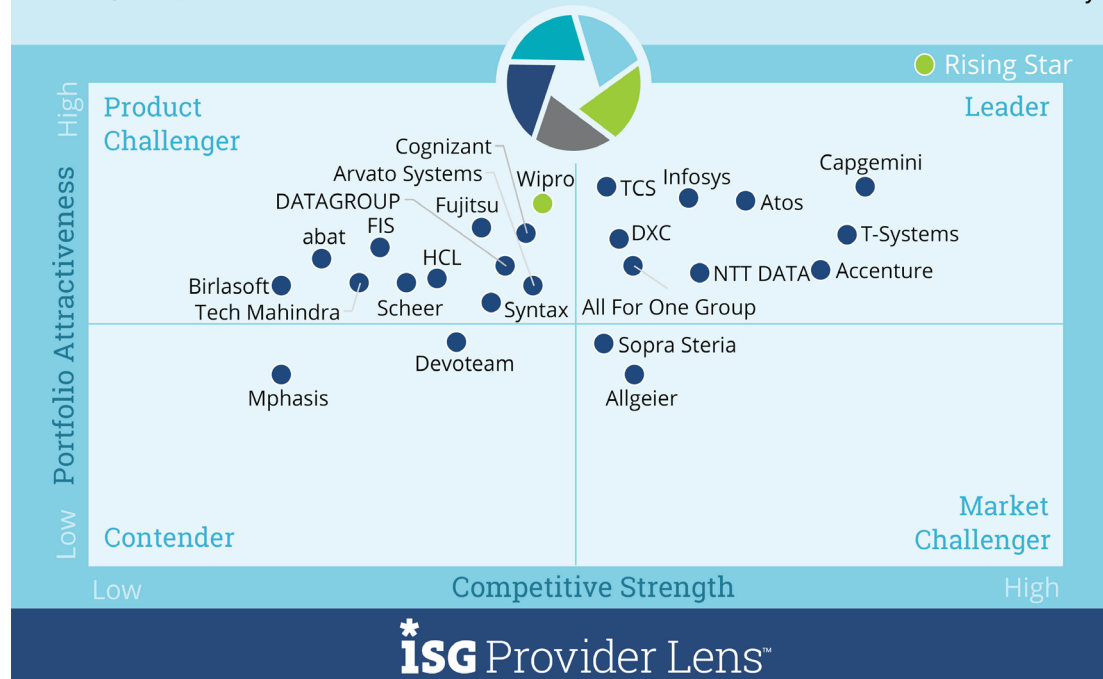 Rising Star
High
Product
Challenger
Leader
Cognizant
Arvato Systems
Wipro
DATAGROUP
Fujitsu
FIS
abat
HCL
Birlasoft
Tech Mahindra
Scheer
Syntax
TCS
Infosys
Capgemini
Atos
DXC
T-Systems
NTT DATA
Accenture
All For One Group
Devoteam
Mphasis
Sopra Steria
Allgeier
Portfolio Attractiveness
Contender
Market
Challenger
Low
Low
Competitive Strength
High
ISG Provider Lens™